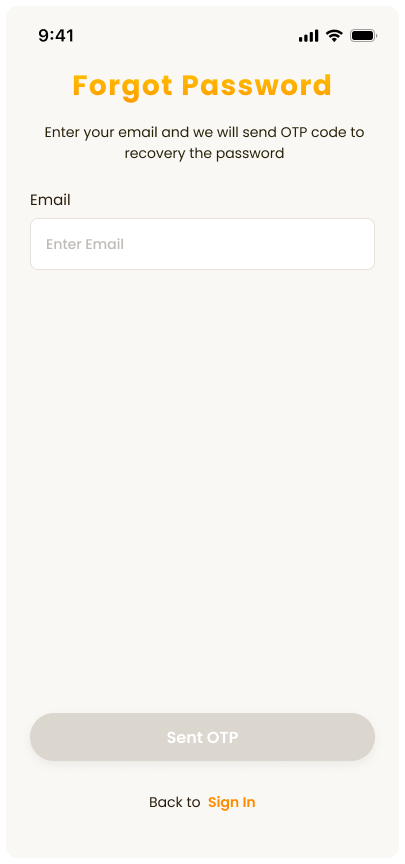 9:41
Forgot Password
Enter your email and we will send OTP code to
recovery the password
Email
Enter Email
Sent OTP
Back to Sign In